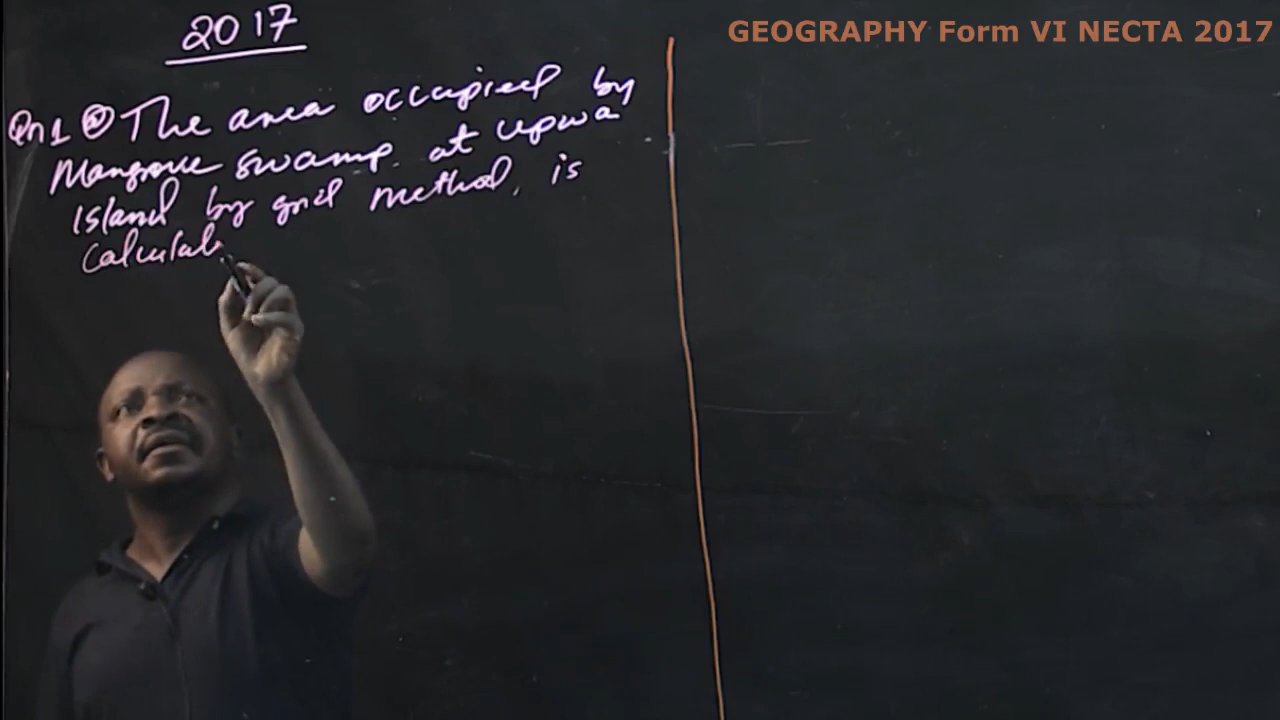 2017
GEOGRAPHY Form VI NECTA 2017
Qn1 @ The area occupied by
Mangrove swamp. at upwa
Island by grid method, is
Calculat